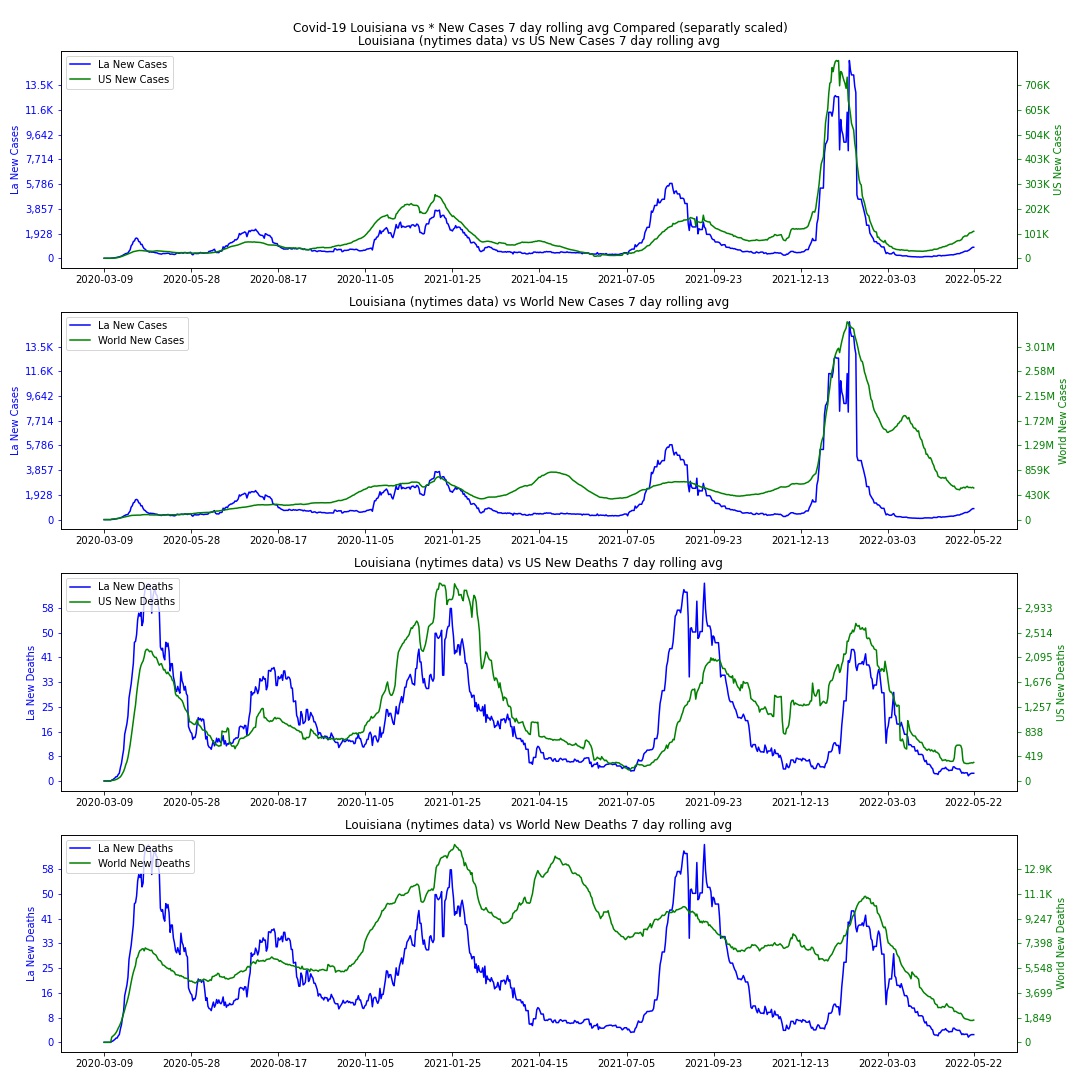 Covid-19 Louisiana vs * New Cases 7 day rolling avg Compared (separatly scaled)
Louisiana (nytimes data) vs US New Cases 7 day rolling avg
La New Cases
US New Cases
13.5K
11.6K
9,642
7,714
5,786
3,857
1,928
0
La New Cases
706K
605K
504K
403K
303K
202K
101K
0
US New Cases
2020-03-09 2020-05-28 2020-08-17 2020-11-05 2021-01-25 2021-04-15 2021-07-05 2021-09-23 2021-12-13 2022-03-03 2022-05-22
Louisiana (nytimes data) vs World New Cases 7 day rolling avg
La New Cases
World New Cases
13.5K
11.6K
9,642
7,714
5,786
3,857
1,928
0
La New Cases
3.01M
2.58M
2.15M
1.72M
1.29M
859K
430K
0
World New Cases
2020-03-09 2020-05-28 2020-08-17 2020-11-05 2021-01-25 2021-04-15 2021-07-05 2021-09-23 2021-12-13 2022-03-03 2022-05-22
Louisiana (nytimes data) vs US New Deaths 7 day rolling avg
La New Deaths
US New Deaths
58
50
41
33
25
16
8
0
La New Deaths
2,933
2,514
2,095
1,676
1,257
838
419
0
US New Deaths
2020-03-09 2020-05-28 2020-08-17 2020-11-05 2021-01-25 2021-04-15 2021-07-05 2021-09-23 2021-12-13 2022-03-03 2022-05-22
Louisiana (nytimes data) vs World New Deaths 7 day rolling avg
La New Deaths
World New Deaths
58
50
41
33
25
16
8
0
La New Deaths
12.9K
11.1K
9,247
7,398
5,548
3,699
1,849
0
World New Deaths
2020-03-09 2020-05-28 2020-08-17 2020-11-05 2021-01-25 2021-04-15 2021-07-05 2021-09-23 2021-12-13 2022-03-03 2022-05-22